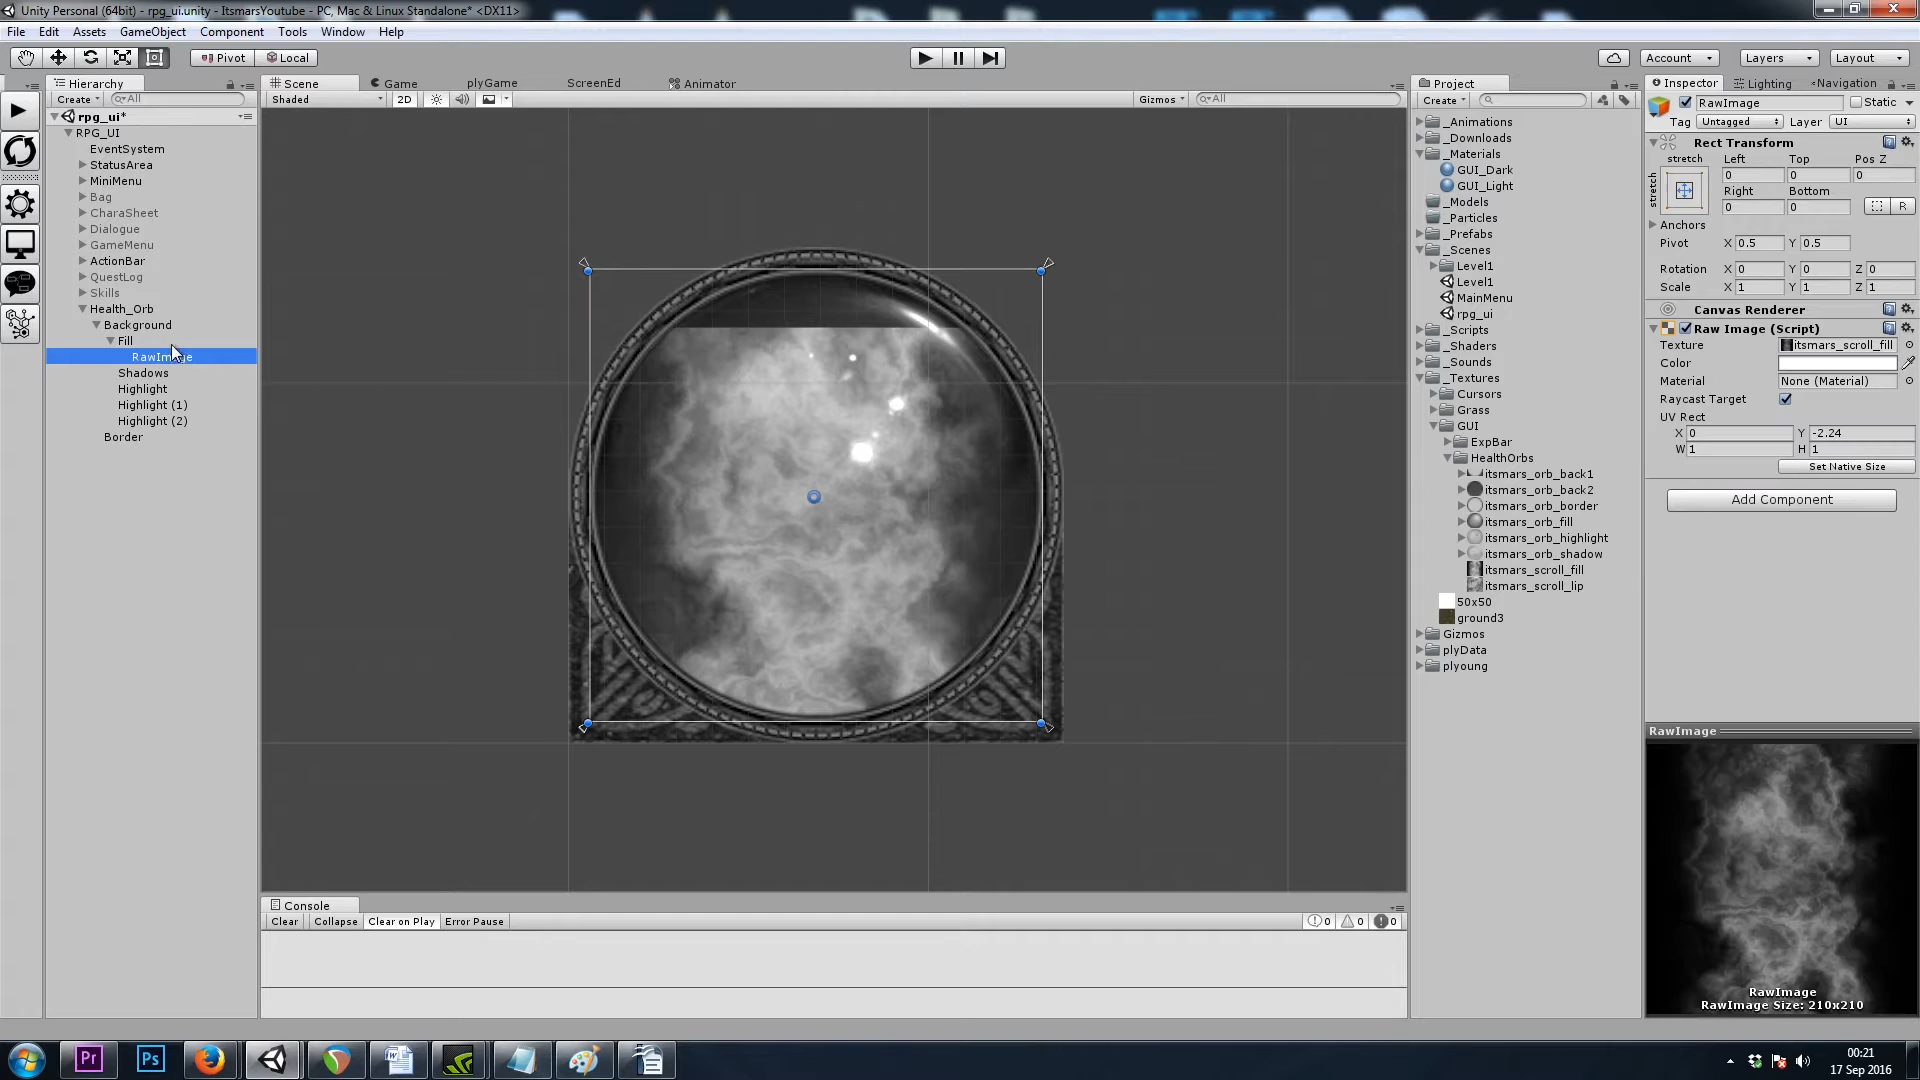 Unity Personal (64bit) - rpg_ui.unity - ItsmarsYoutube - PC, Mac & Linux Standalone* <DX11>
File Edit Assets GameObject Component Tools Window Help
Pivot Local Account Layers Layout
Hierarchy
Create All
rpg_ui*
RPG_UI
EventSystem
StatusArea
MiniMenu
Bag
CharaSheet
Dialogue
GameMenu
ActionBar
QuestLog
Skills
Health_Orb
Background
Fill
RawImage
Shadows
Highlight
Highlight (1)
Highlight (2)
Border
Scene Game plyGame ScreenEd Animator
Shaded 2D Gizmos All
Console
Clear Collapse Clear on Play Error Pause 0 0 0
Project
Create
_Animations
_Downloads
_Materials
GUI_Dark
GUI_Light
_Models
_Particles
_Prefabs
_Scenes
Level1
Level1
MainMenu
rpg_ui
_Scripts
_Shaders
_Sounds
_Textures
Cursors
Grass
GUI
ExpBar
HealthOrbs
itsmars_orb_back1
itsmars_orb_back2
itsmars_orb_border
itsmars_orb_fill
itsmars_orb_highlight
itsmars_orb_shadow
itsmars_scroll_fill
itsmars_scroll_lip
50x50
ground3
Gizmos
plyData
plyoung
Inspector Lighting Navigation
RawImage Static
Tag Untagged Layer UI
Rect Transform
stretch Left Top Pos Z
stretch 0 0 0
Right Bottom
0 0 R
Anchors
Pivot X 0.5 Y 0.5
Rotation X 0 Y 0 Z 0
Scale X 1 Y 1 Z 1
Canvas Renderer
Raw Image (Script)
Texture itsmars_scroll_fill
Color
Material None (Material)
Raycast Target
UV Rect
X 0 Y -2.24
W 1 H 1
Set Native Size
Add Component
RawImage
RawImage
RawImage Size: 210x210
Pr Ps
00:21
17 Sep 2016